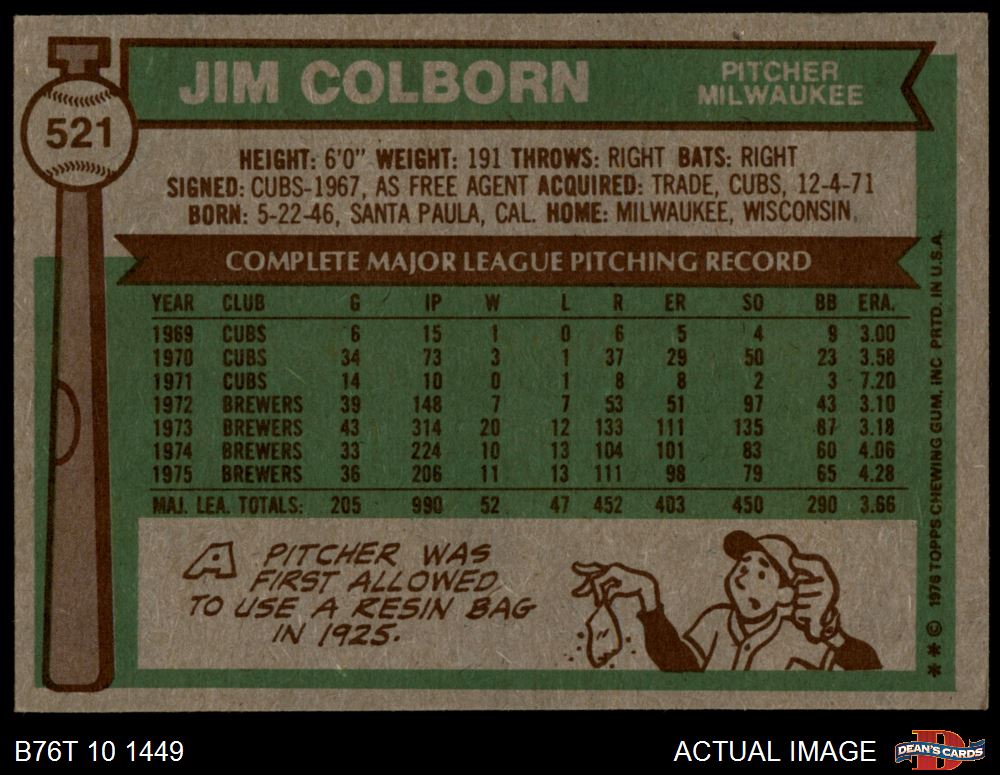 521
JIM COLBORN
PITCHER
MILWAUKEE
HEIGHT: 6'0" WEIGHT: 191 THROWS: RIGHT BATS: RIGHT
SIGNED: CUBS-1967, AS FREE AGENT ACQUIRED: TRADE, CUBS, 12-4-71
BORN: 5-22-46, SANTA PAULA, CAL. HOME: MILWAUKEE, WISCONSIN
COMPLETE MAJOR LEAGUE PITCHING RECORD
YEAR CLUB G IP W L R ER SO BB ERA.
1969 CUBS 6 15 1 0 6 5 4 9 3.00
1970 CUBS 34 73 3 1 37 29 50 23 3.58
1971 CUBS 14 10 0 1 8 8 2 3 7.20
1972 BREWERS 39 148 7 7 53 51 97 43 3.10
1973 BREWERS 43 314 20 12 133 111 135 87 3.18
1974 BREWERS 33 224 10 13 104 101 83 60 4.06
1975 BREWERS 36 206 11 13 111 98 79 65 4.28
MAJ. LEA. TOTALS: 205 990 52 47 452 403 450 290 3.66
A PITCHER WAS
FIRST ALLOWED
TO USE A RESIN BAG
IN 1925.
** © 1976 TOPPS CHEWING GUM, INC PRTD. IN U.S.A.
B76T 10 1449
ACTUAL IMAGE
DEAN'S CARDS